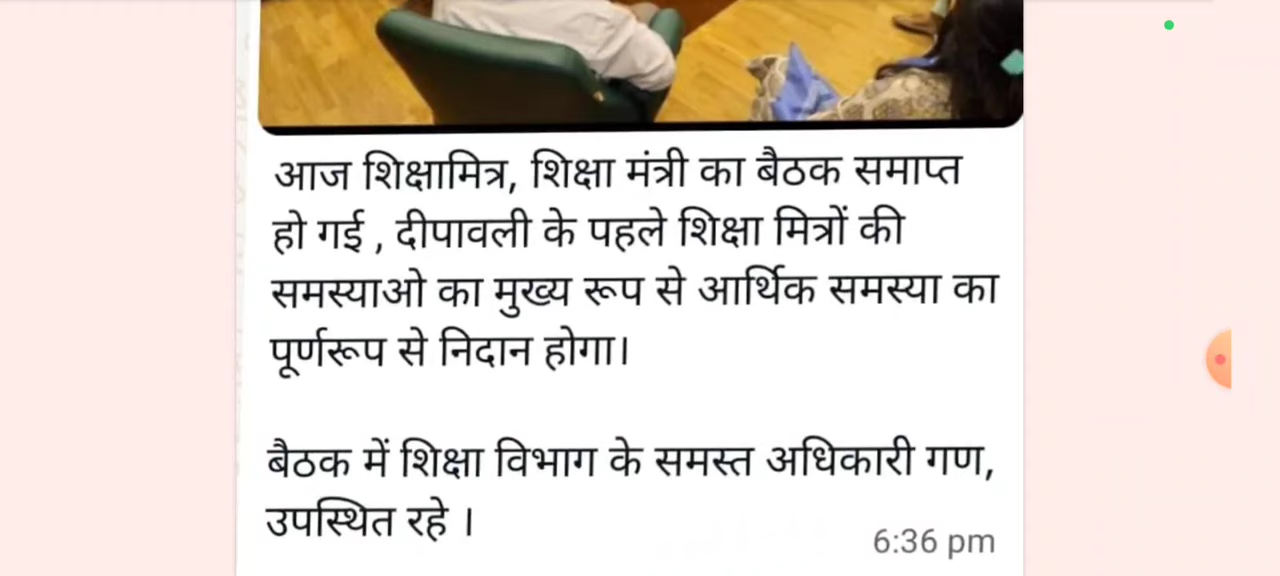 आज शिक्षामित्र, शिक्षा मंत्री का बैठक समाप्त
हो गई , दीपावली के पहले शिक्षा मित्रों की
समस्याओ का मुख्य रूप से आर्थिक समस्या का
पूर्णरूप से निदान होगा।
बैठक में शिक्षा विभाग के समस्त अधिकारी गण,
उपस्थित रहे ।
6:36 pm